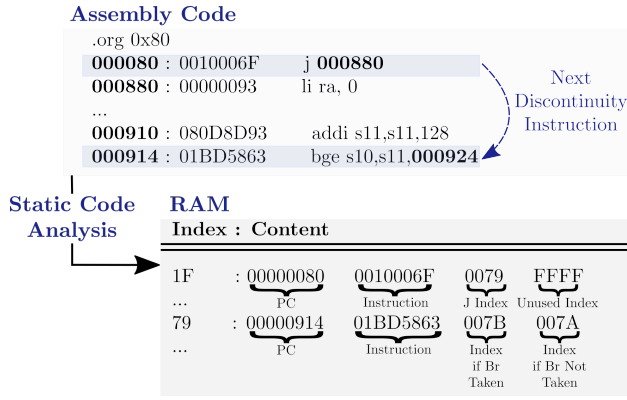 Assembly Code
.org 0x80
000080 : 0010006F j 000880
000880 : 00000093 li ra, 0
...
000910 : 080D8D93 addi s11,s11,128
000914 : 01BD5863 bge s10,s11,000924
Next
Discontinuity
Instruction
Static Code
Analysis
RAM
Index : Content
1F : 00000080 0010006F 0079 FFFF
... PC Instruction J Index Unused Index
79 : 00000914 01BD5863 007B 007A
... PC Instruction Index Index
if Br if Br Not
Taken Taken